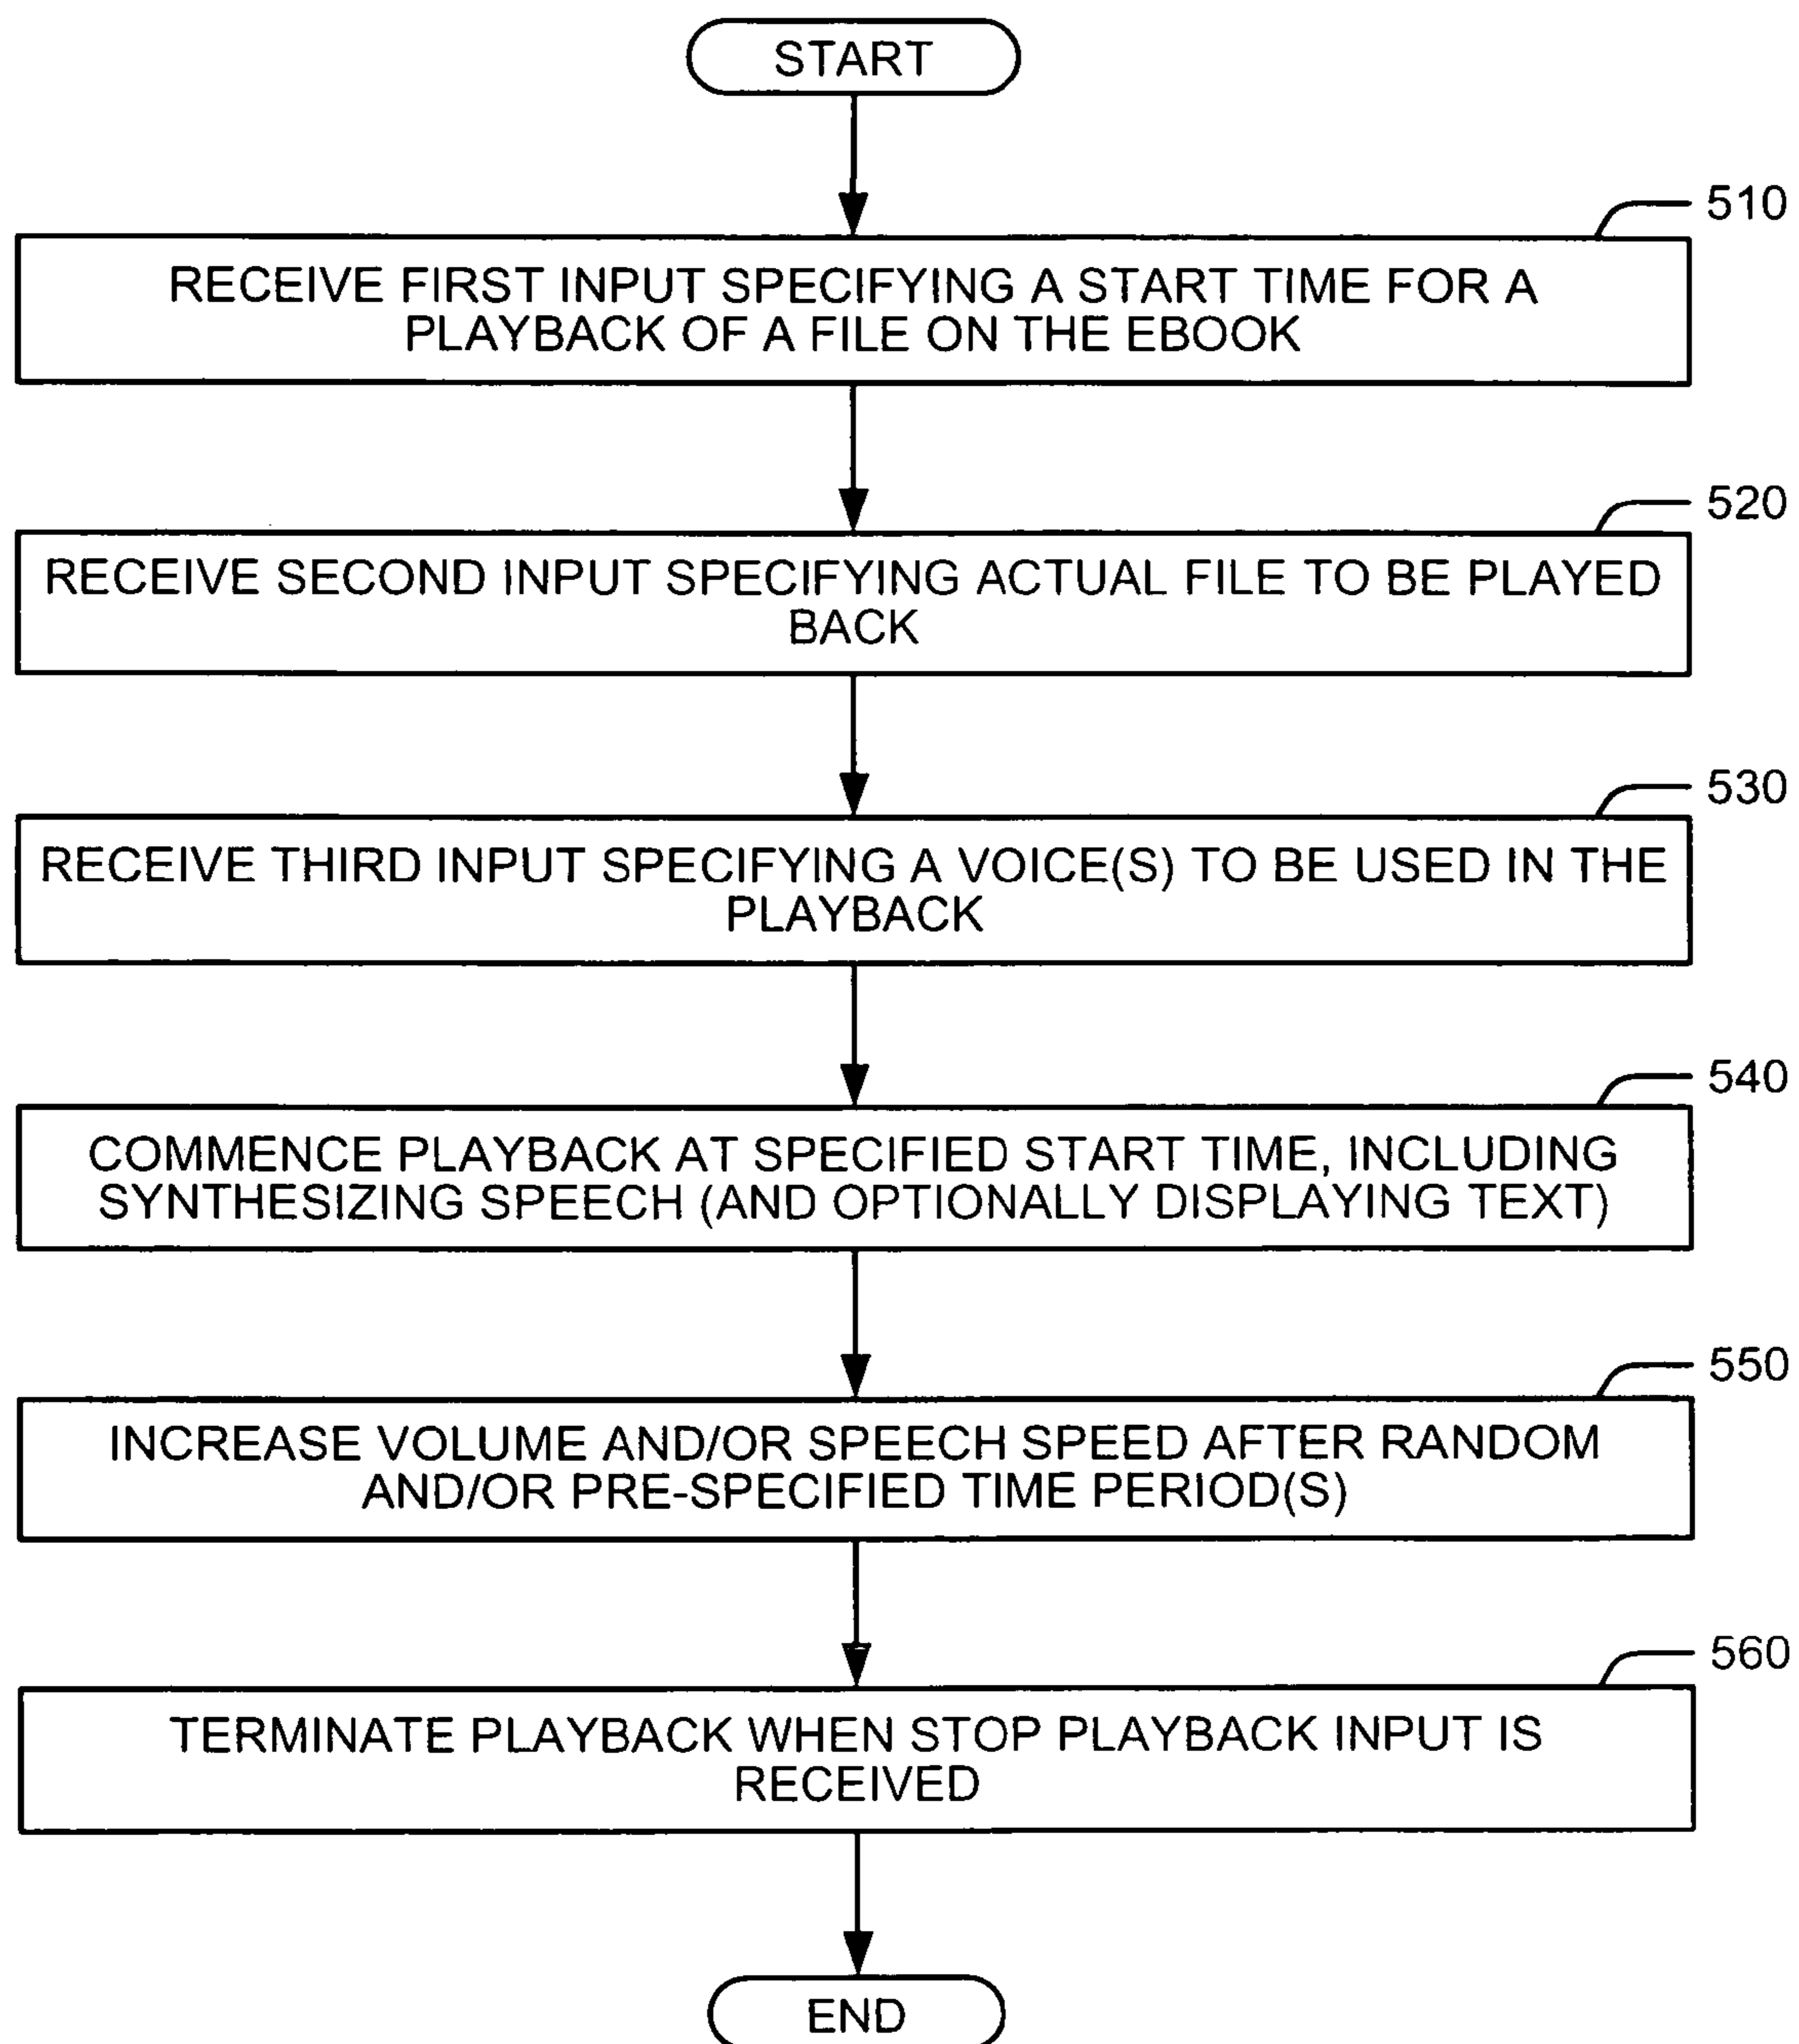 START
510
RECEIVE FIRST INPUT SPECIFYING A START TIME FOR A
PLAYBACK OF A FILE ON THE EBOOK
520
RECEIVE SECOND INPUT SPECIFYING ACTUAL FILE TO BE PLAYED
BACK
530
RECEIVE THIRD INPUT SPECIFYING A VOICE(S) TO BE USED IN THE
PLAYBACK
540
COMMENCE PLAYBACK AT SPECIFIED START TIME, INCLUDING
SYNTHESIZING SPEECH (AND OPTIONALLY DISPLAYING TEXT)
550
INCREASE VOLUME AND/OR SPEECH SPEED AFTER RANDOM
AND/OR PRE-SPECIFIED TIME PERIOD(S)
560
TERMINATE PLAYBACK WHEN STOP PLAYBACK INPUT IS
RECEIVED
END